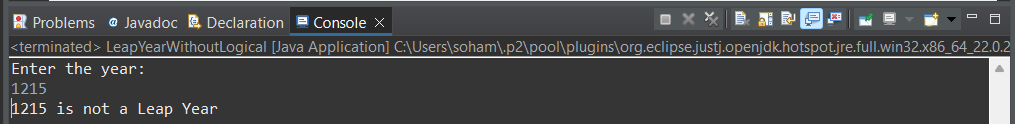 Problems Javadoc Declaration Console
<terminated> LeapYearWithoutLogical [Java Application] C:\Users\soham\.p2\pool\plugins\org.eclipse.justj.openjdk.hotspot.jre.full.win32.x86_64_22.0.2
Enter the year:
1215
1215 is not a Leap Year